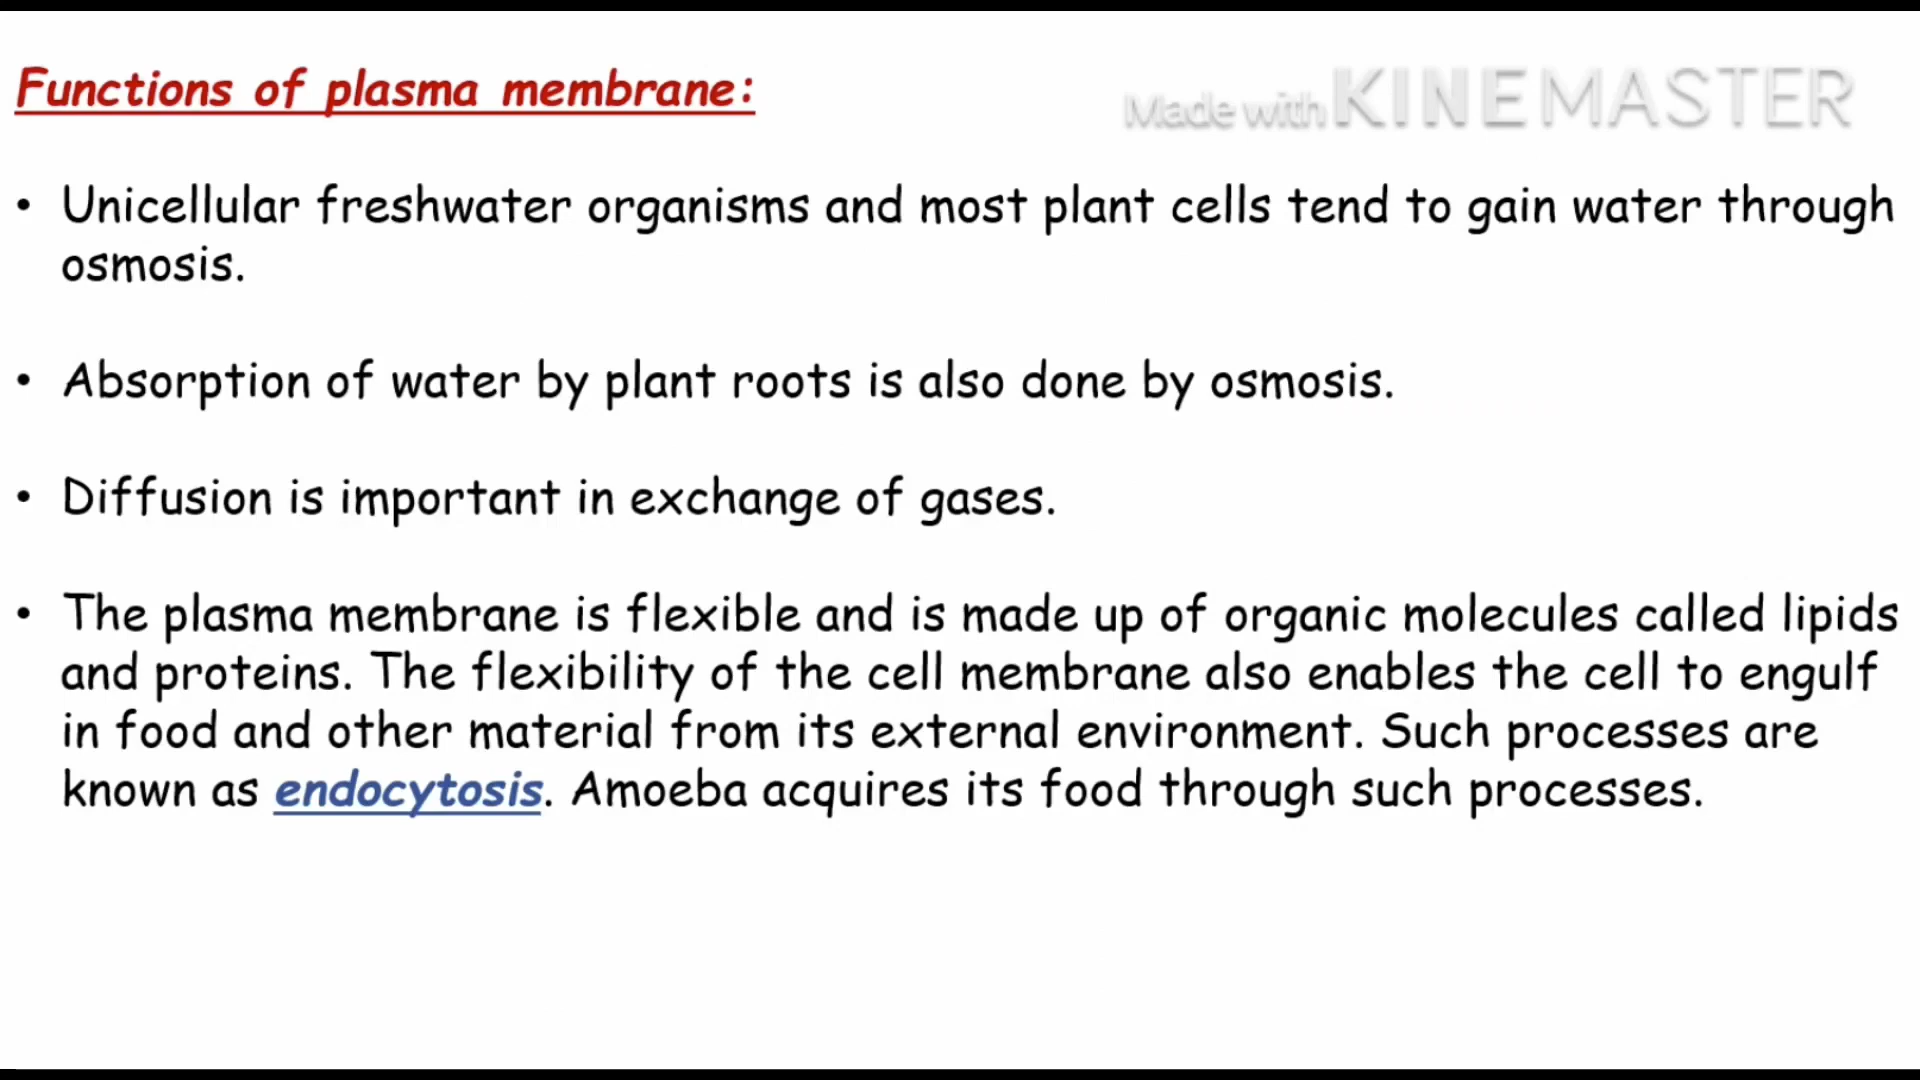 Functions of plasma membrane:
Made with KINEMASTER
• Unicellular freshwater organisms and most plant cells tend to gain water through
osmosis.
• Absorption of water by plant roots is also done by osmosis.
• Diffusion is important in exchange of gases.
• The plasma membrane is flexible and is made up of organic molecules called lipids
and proteins. The flexibility of the cell membrane also enables the cell to engulf
in food and other material from its external environment. Such processes are
known as endocytosis. Amoeba acquires its food through such processes.